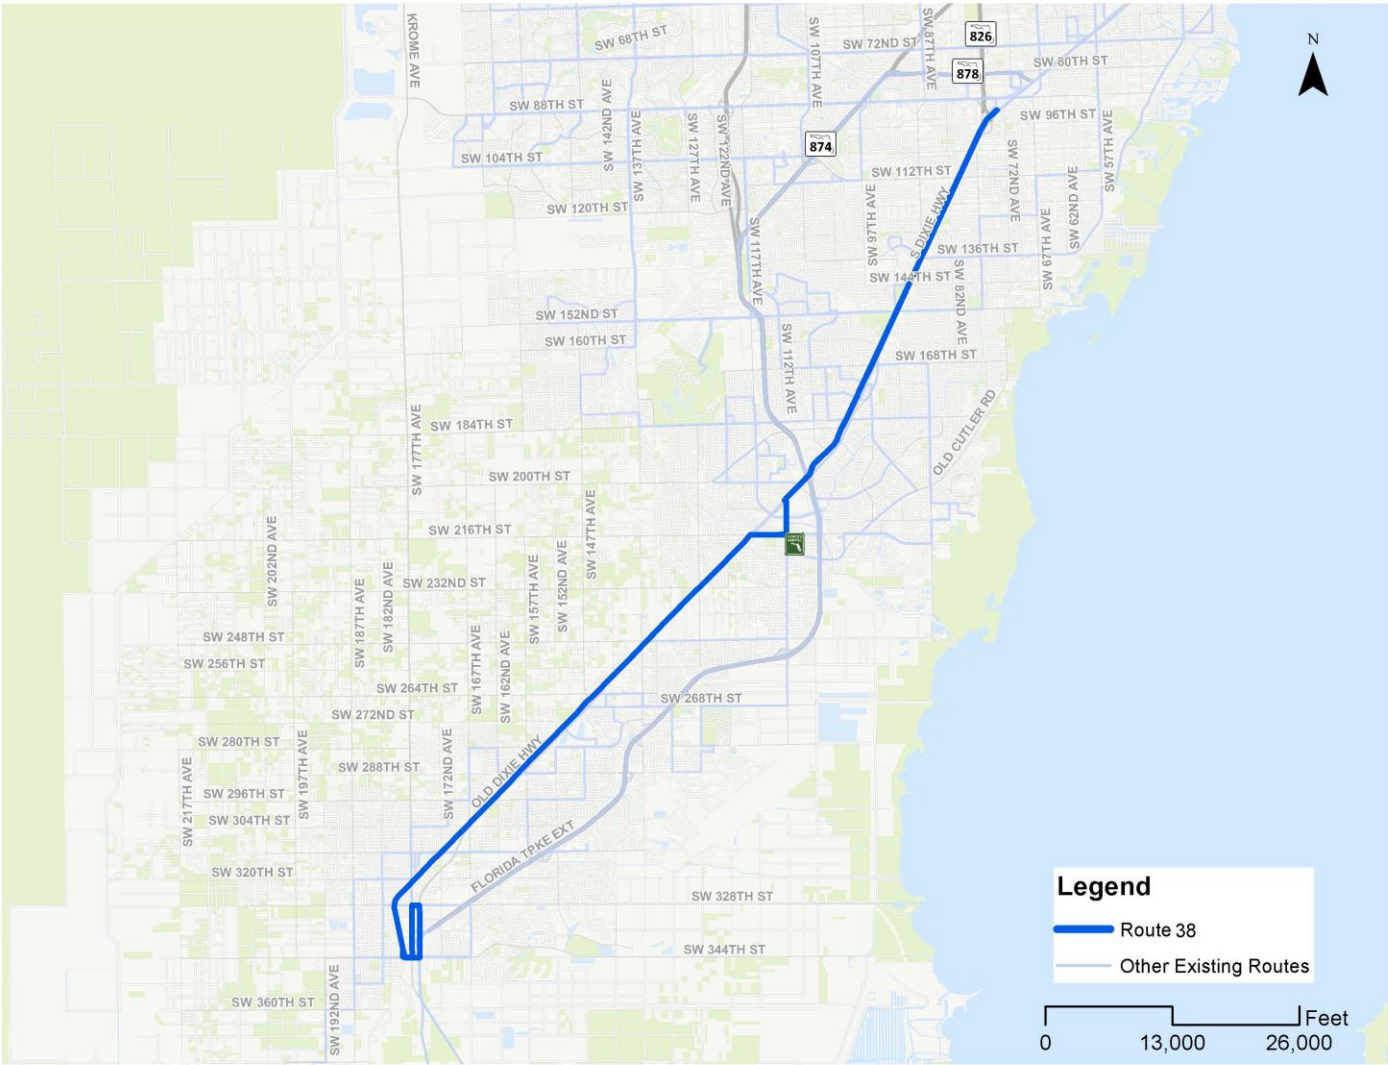 KROME AVE
SW 68TH ST
SW 107TH AVE
SW 72ND ST
SW 87TH AVE
826
878
SW 80TH ST
N
SW 88TH ST
SW 142ND AVE
SW 137TH AVE
SW 127TH AVE
SW 122ND AVE
874
SW 96TH ST
SW 57TH AVE
SW 104TH ST
SW 112TH ST
SW 72ND AVE
SW 62ND AVE
SW 120TH ST
SW 97TH AVE
S DIXIE HWY
SW 67TH AVE
SW 117TH AVE
SW 136TH ST
SW 144TH ST
SW 82ND AVE
SW 152ND ST
SW 160TH ST
SW 112TH AVE
SW 168TH ST
OLD CUTLER RD
SW 177TH AVE
SW 184TH ST
SW 200TH ST
SW 202ND AVE
SW 216TH ST
SW 147TH AVE
SW 232ND ST
SW 187TH AVE
SW 182ND AVE
SW 157TH AVE
SW 152ND AVE
SW 248TH ST
SW 256TH ST
SW 167TH AVE
SW 162ND AVE
SW 264TH ST
SW 268TH ST
SW 272ND ST
SW 280TH ST
SW 197TH AVE
SW 288TH ST
SW 172ND AVE
OLD DIXIE HWY
SW 217TH AVE
SW 296TH ST
SW 304TH ST
FLORIDA TPKE EXT
SW 320TH ST
SW 328TH ST
SW 344TH ST
SW 192ND AVE
SW 360TH ST
Legend
Route 38
Other Existing Routes
Feet
0 13,000 26,000